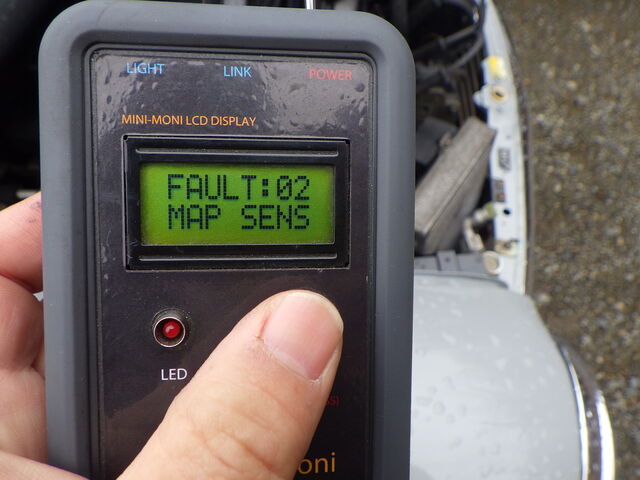 LIGHT LINK POWER
MINI-MONI LCD DISPLAY
FAULT:02
MAP SENS
LED
oni